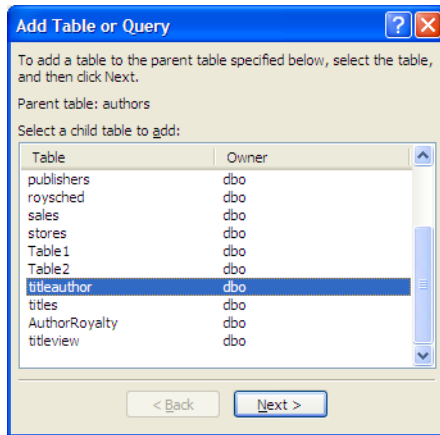 Add Table or Query
To add a table to the parent table specified below, select the table,
and then click Next.
Parent table: authors
Select a child table to add:
Table Owner
publishers dbo
roysched dbo
sales dbo
stores dbo
Table1 dbo
Table2 dbo
titleauthor dbo
titles dbo
AuthorRoyalty dbo
titleview dbo
< Back Next >